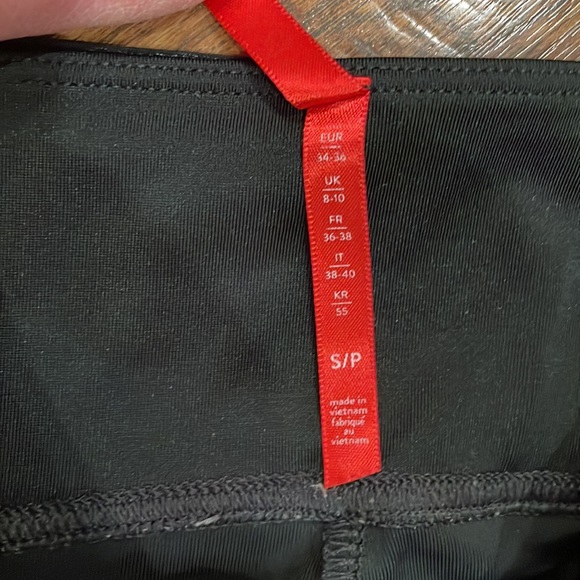 EUR
34-36
UK
8-10
FR
36-38
IT
38-40
KR
55
S/P
made in
vietnam
fabriqué
au
vietnam